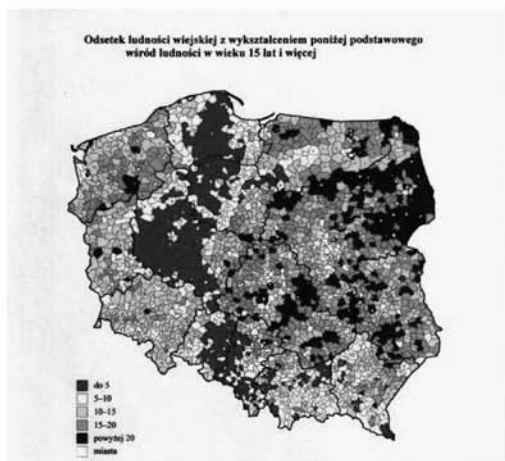 Odsetek ludności wiejskiej z wykształceniem poniżej podstawowego
wśród ludności w wieku 15 lat i więcej
do 5
5–10
10–15
15–20
powyżej 20
miasta